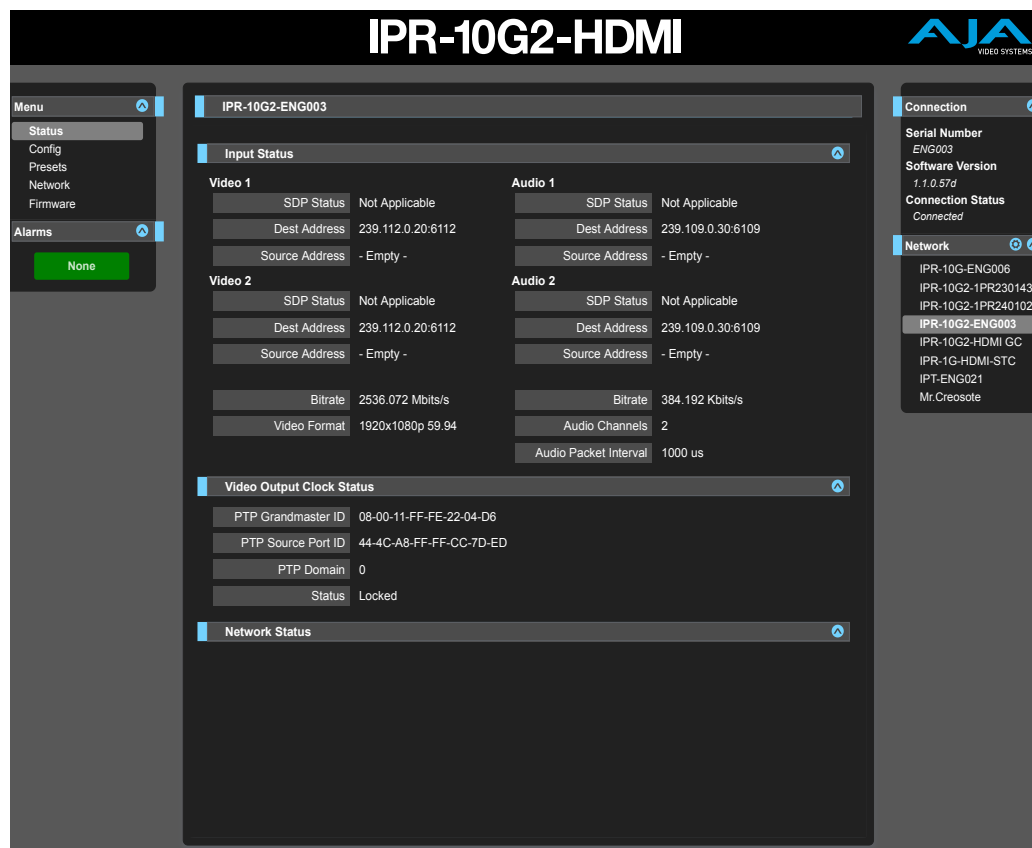 IPR-10G2-HDMI
AJA
VIDEO SYSTEMS
Menu
Status
Config
Presets
Network
Firmware
Alarms
None
IPR-10G2-ENG003
Input Status
Video 1
SDP Status Not Applicable
Dest Address 239.112.0.20:6112
Source Address - Empty -
Video 2
SDP Status Not Applicable
Dest Address 239.112.0.20:6112
Source Address - Empty -
Bitrate 2536.072 Mbits/s
Video Format 1920x1080p 59.94
Audio 1
SDP Status Not Applicable
Dest Address 239.109.0.30:6109
Source Address - Empty -
Audio 2
SDP Status Not Applicable
Dest Address 239.109.0.30:6109
Source Address - Empty -
Bitrate 384.192 Kbits/s
Audio Channels 2
Audio Packet Interval 1000 us
Video Output Clock Status
PTP Grandmaster ID 08-00-11-FF-FE-22-04-D6
PTP Source Port ID 44-4C-A8-FF-FF-CC-7D-ED
PTP Domain 0
Status Locked
Network Status
Connection
Serial Number
ENG003
Software Version
1.1.0.57d
Connection Status
Connected
Network
IPR-10G-ENG006
IPR-10G2-1PR230143
IPR-10G2-1PR240102
IPR-10G2-ENG003
IPR-10G2-HDMI GC
IPR-1G-HDMI-STC
IPT-ENG021
Mr.Creosote